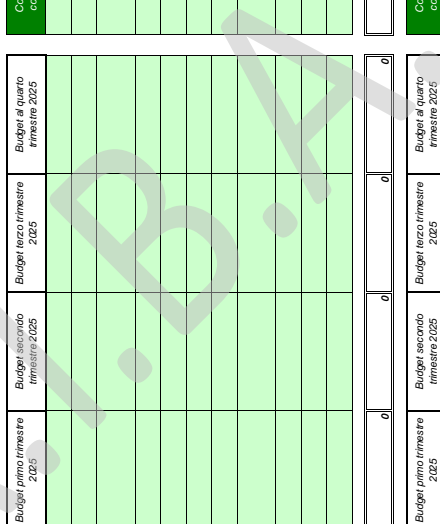 Budget primo trimestre
2025
Budget secondo
trimestre 2025
Budget terzo trimestre
2025
Budget al quarto
trimestre 2025
0
0
0
0
Budget primo trimestre
2025
Budget secondo
trimestre 2025
Budget terzo trimestre
2025
Budget al quarto
trimestre 2025
.I.B.A.